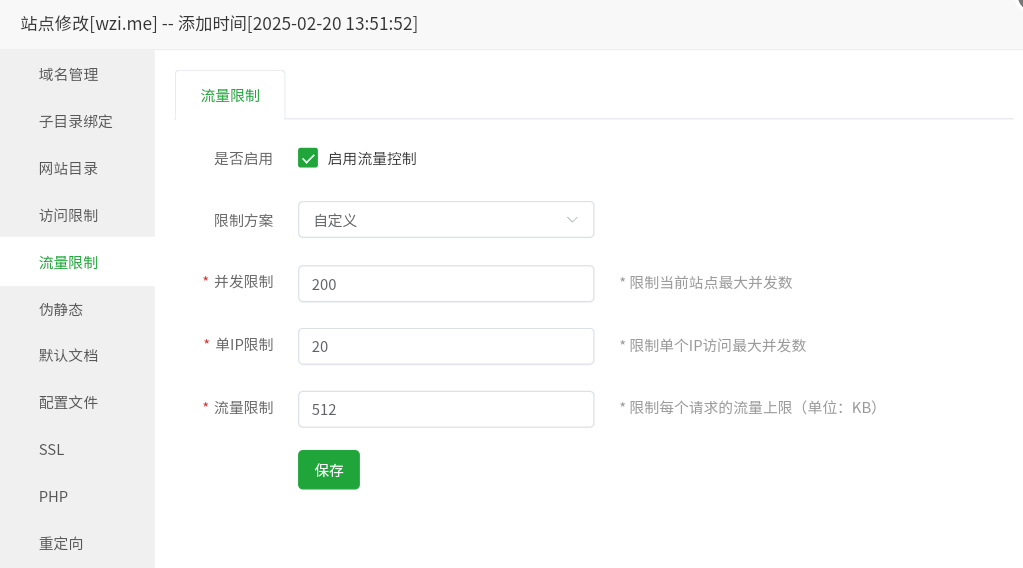 站点修改[wzi.me] -- 添加时间[2025-02-20 13:51:52]
域名管理
子目录绑定
网站目录
访问限制
流量限制
伪静态
默认文档
配置文件
SSL
PHP
重定向
流量限制
是否启用 启用流量控制
限制方案 自定义
* 并发限制 200 * 限制当前站点最大并发数
* 单IP限制 20 * 限制单个IP访问最大并发数
* 流量限制 512 * 限制每个请求的流量上限（单位：KB）
保存